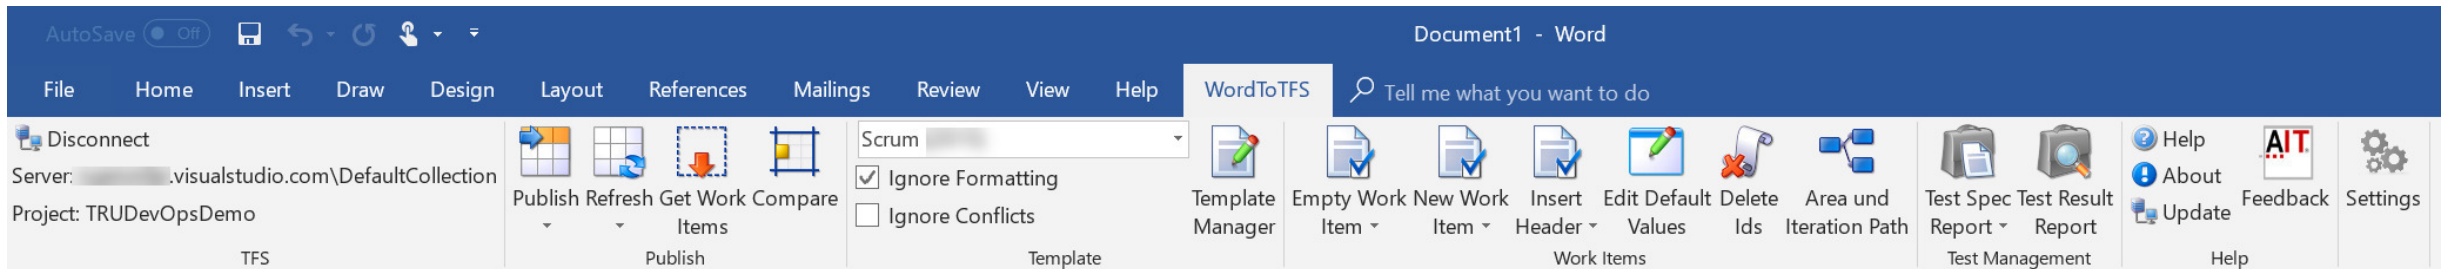 AutoSave Off
Document1 - Word
File Home Insert Draw Design Layout References Mailings Review View Help WordToTFS Tell me what you want to do
Disconnect
Server: .visualstudio.com\DefaultCollection
Project: TRUDevOpsDemo
TFS
Publish Refresh Get Work Items Compare
Publish
Scrum
Ignore Formatting
Ignore Conflicts
Template Manager
Template
Empty Work Item New Work Item Insert Header Edit Default Values Delete Ids Area und Iteration Path
Work Items
Test Spec Report Test Result Report
Test Management
Help
About
Update
AIT
Feedback
Help
Settings